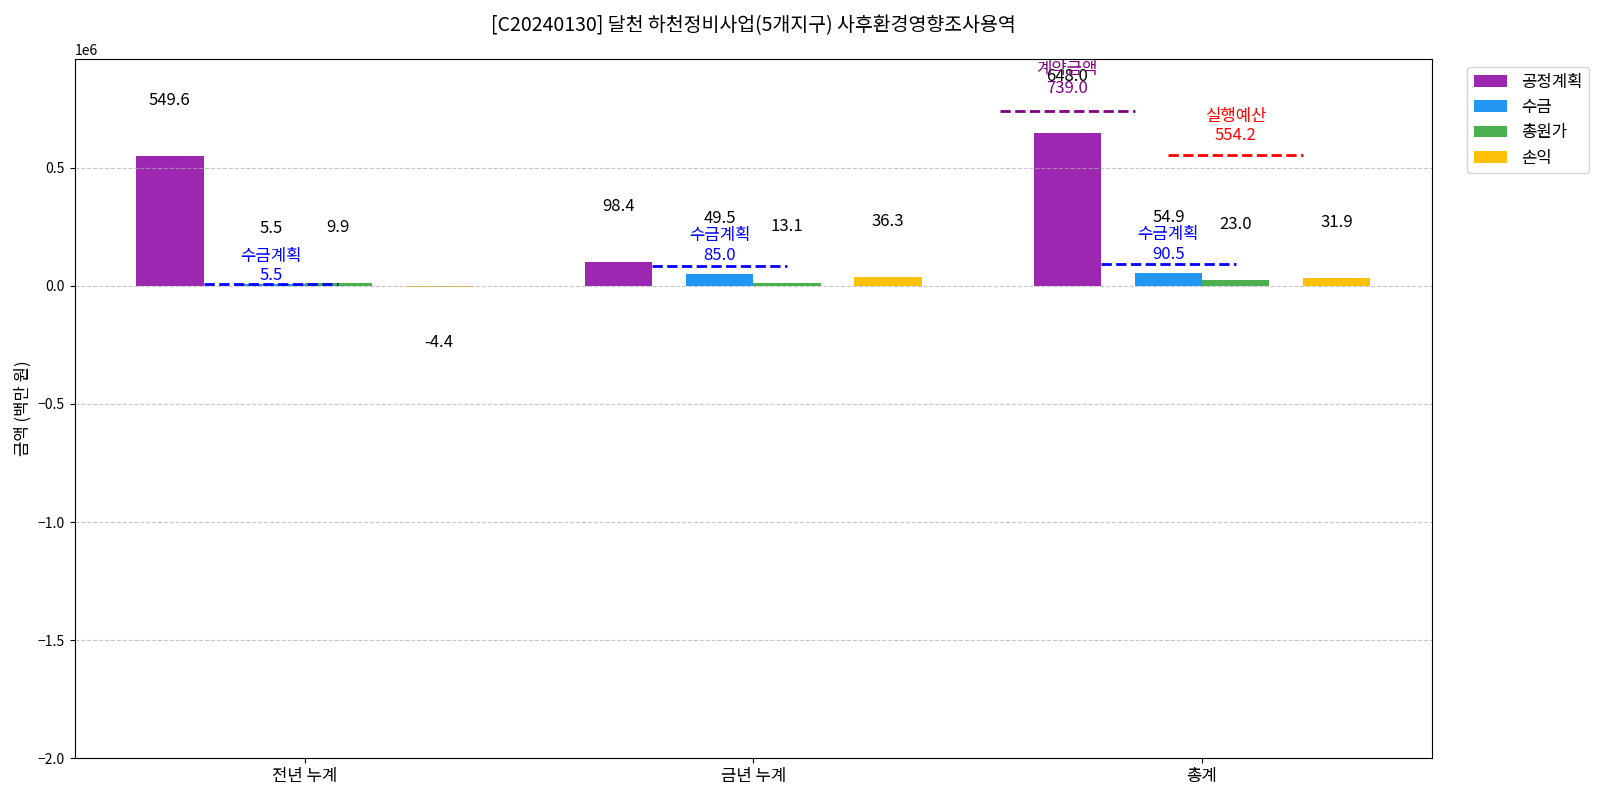 [C20240130] 달천 하천정비사업(5개지구) 사후환경영향조사용역
1e6
공정계획
수금
총원가
손익
금액 (백만 원)
0.5
0.0
−0.5
−1.0
−1.5
−2.0
549.6
5.5
9.9
수금계획
5.5
-4.4
98.4
49.5
13.1
36.3
수금계획
85.0
계약금액
648.0
739.0
실행예산
554.2
54.9
23.0
31.9
수금계획
90.5
전년 누계
금년 누계
총계